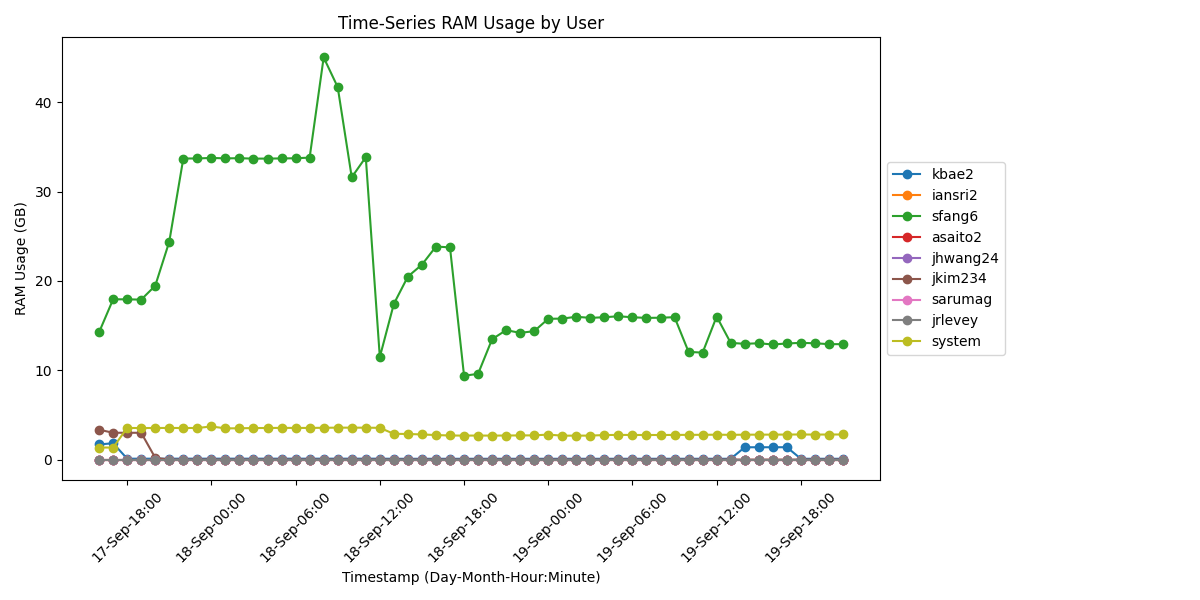 Time-Series RAM Usage by User
RAM Usage (GB)
40
30
20
10
0
17-Sep-18:00
18-Sep-00:00
18-Sep-06:00
18-Sep-12:00
18-Sep-18:00
19-Sep-00:00
19-Sep-06:00
19-Sep-12:00
19-Sep-18:00
Timestamp (Day-Month-Hour:Minute)
kbae2
iansri2
sfang6
asaito2
jhwang24
jkim234
sarumag
jrlevey
system